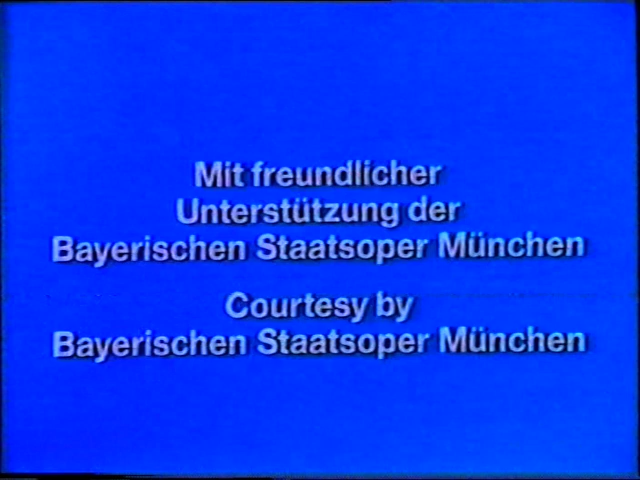 Mit freundlicher
Unterstützung der
Bayerischen Staatsoper München
Courtesy by
Bayerischen Staatsoper München